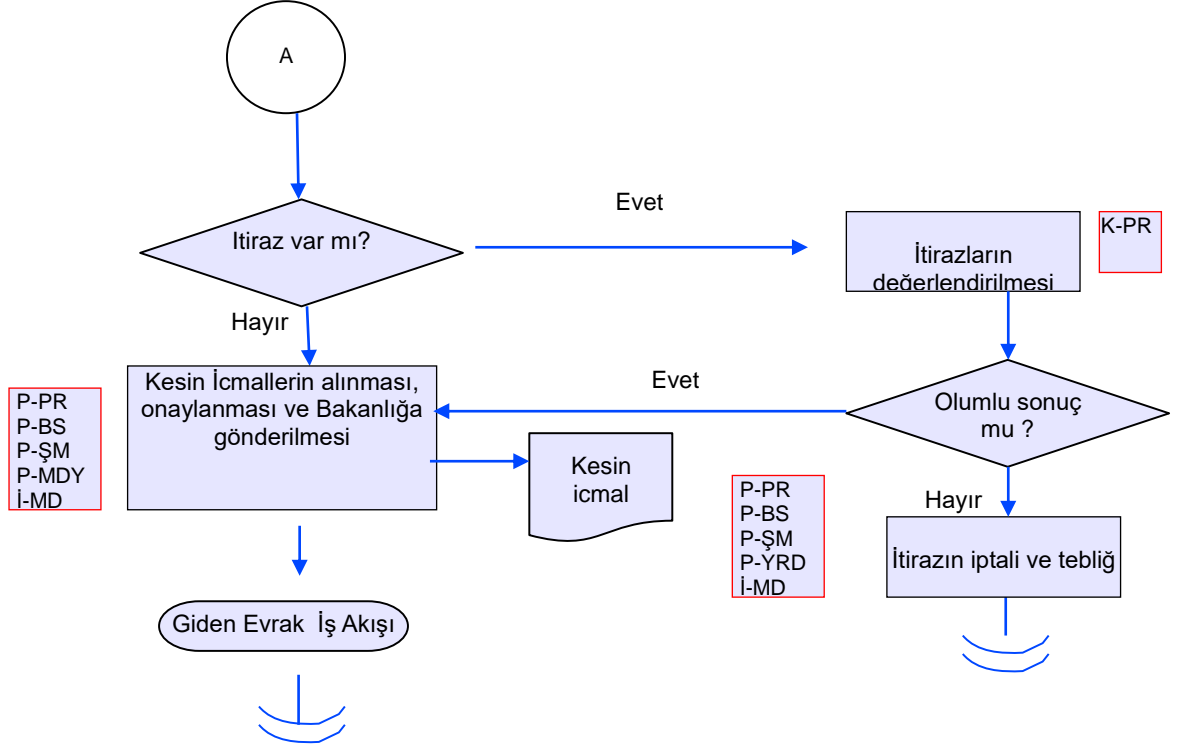 A
Itiraz var mı?
Evet
İtirazların
değerlendirilmesi
K-PR
Hayır
Kesin İcmallerin alınması,
onaylanması ve Bakanlığa
gönderilmesi
P-PR
P-BS
P-ŞM
P-MDY
İ-MD
Evet
Olumlu sonuç
mu ?
Kesin
icmal
P-PR
P-BS
P-ŞM
P-YRD
İ-MD
Hayır
İtirazın iptali ve tebliğ
Giden Evrak İş Akışı